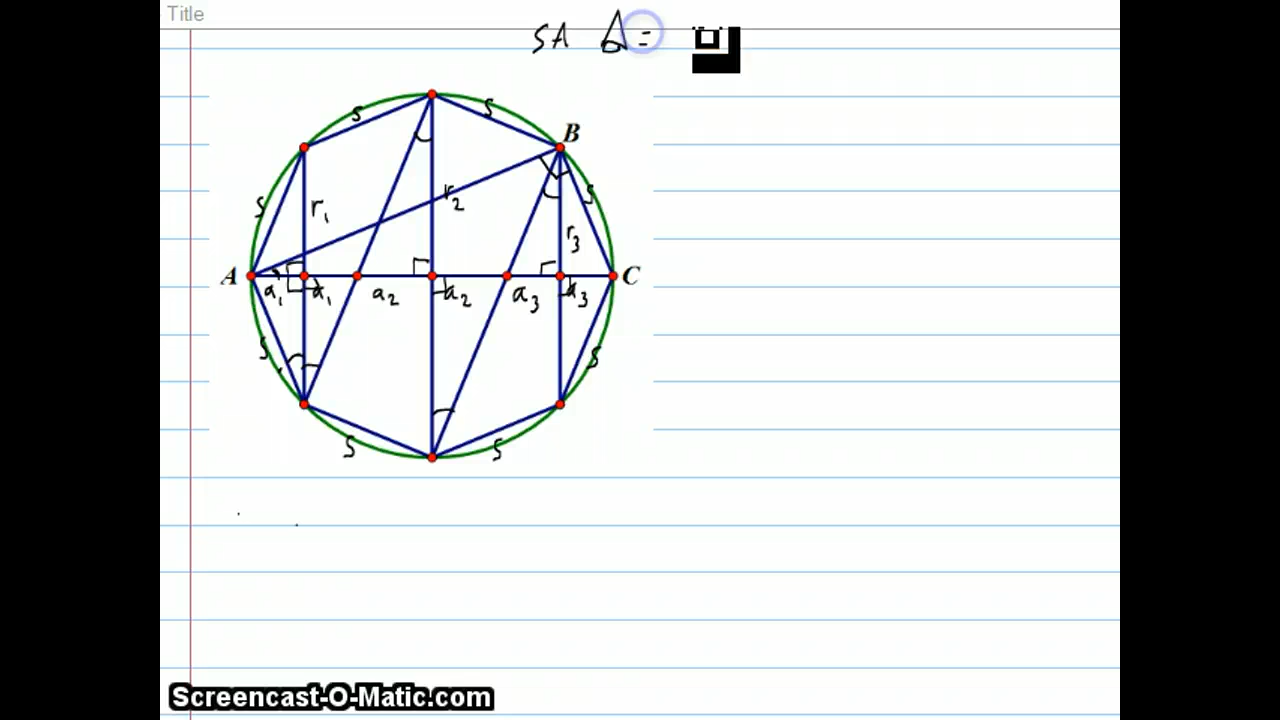 Title
SA Δ =
S S B
S r₁ r₂ S
r₃
A a₁ a₁ a₂ a₂ a₃ a₃ C
S S
S S
Screencast-O-Matic.com